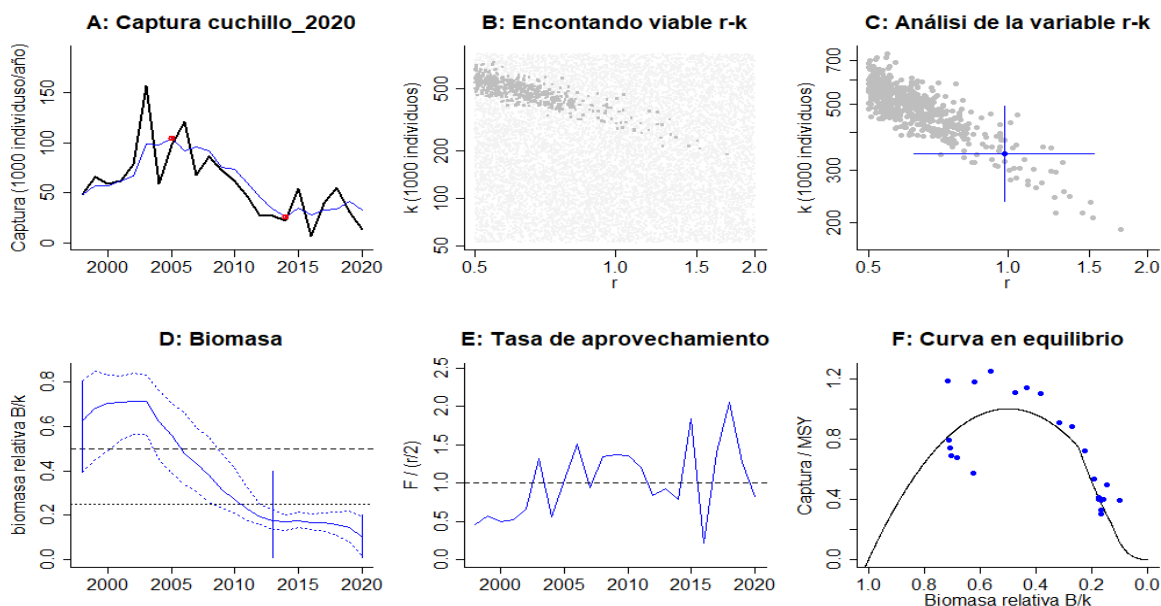 A: Captura cuchillo_2020
Captura (1000 individuso/año)
0 50 100 150
2000 2005 2010 2015 2020
B: Encontando viable r-k
k (1000 individuos)
50 100 200 500
0.5 1.0 2.0
r
C: Análisi de la variable r-k
k (1000 individuos)
200 300 400 500 700
0.5 1.0 1.5 2.0
r
D: Biomasa
biomasa relativa B/k
0.0 0.2 0.4 0.6 0.8
2000 2005 2010 2015 2020
E: Tasa de aprovechamiento
F / (r/2)
0.0 0.5 1.0 1.5 2.0 2.5
2000 2005 2010 2015 2020
F: Curva en equilibrio
Captura / MSY
0.0 0.4 0.8 1.2
1.0 0.8 0.6 0.4 0.2 0.0
Biomasa relativa B/k